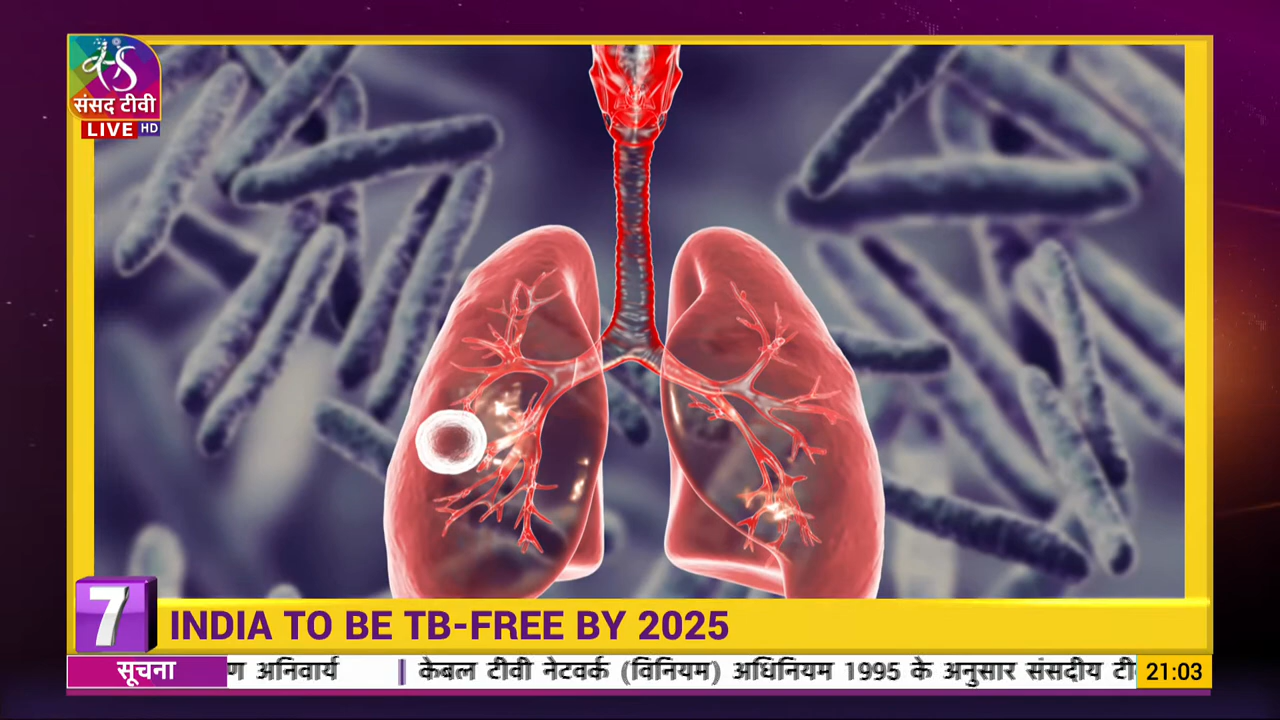 संसद टीवी
LIVE HD
7
INDIA TO BE TB-FREE BY 2025
सूचना
अनिवार्य | केबल टीवी नेटवर्क (विनियम) अधिनियम 1995 के अनुसार संसदीय
21:03